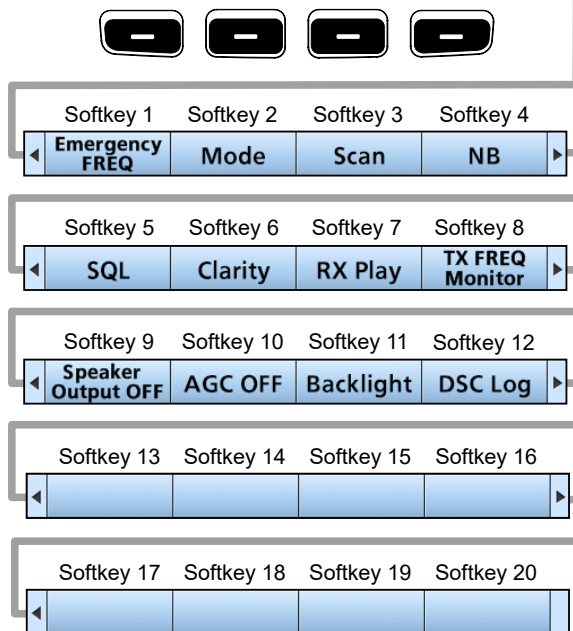 Softkey 1 Softkey 2 Softkey 3 Softkey 4
Emergency FREQ Mode Scan NB
Softkey 5 Softkey 6 Softkey 7 Softkey 8
SQL Clarity RX Play TX FREQ Monitor
Softkey 9 Softkey 10 Softkey 11 Softkey 12
Speaker Output OFF AGC OFF Backlight DSC Log
Softkey 13 Softkey 14 Softkey 15 Softkey 16
Softkey 17 Softkey 18 Softkey 19 Softkey 20